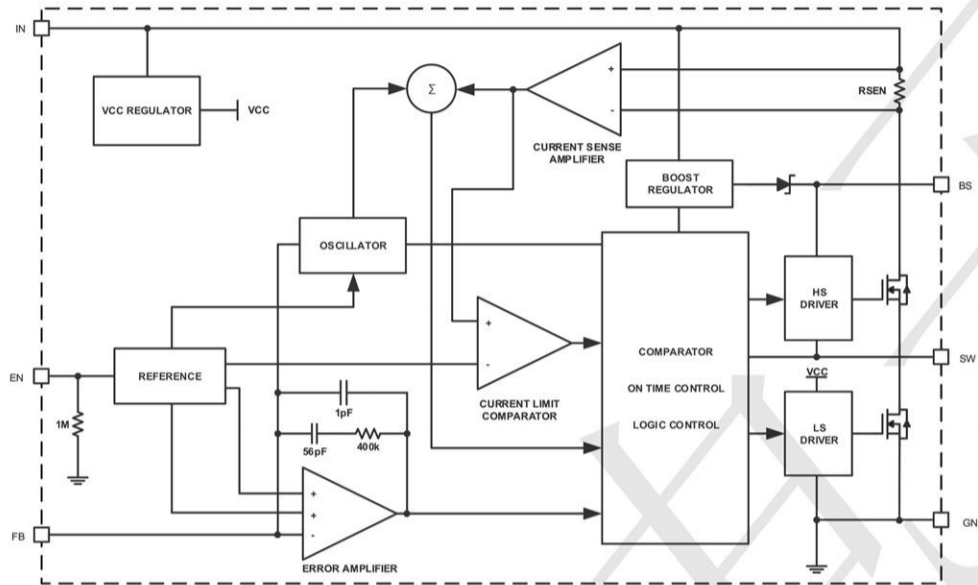 IN
VCC REGULATOR
VCC
Σ
+
-
RSEN
CURRENT SENSE
AMPLIFIER
BOOST
REGULATOR
BS
OSCILLATOR
HS
DRIVER
+
-
CURRENT LIMIT
COMPARATOR
COMPARATOR
ON TIME CONTROL
LOGIC CONTROL
SW
VCC
EN
REFERENCE
1M
1pF
56pF
400k
LS
DRIVER
+
+
-
FB
ERROR AMPLIFIER
GN